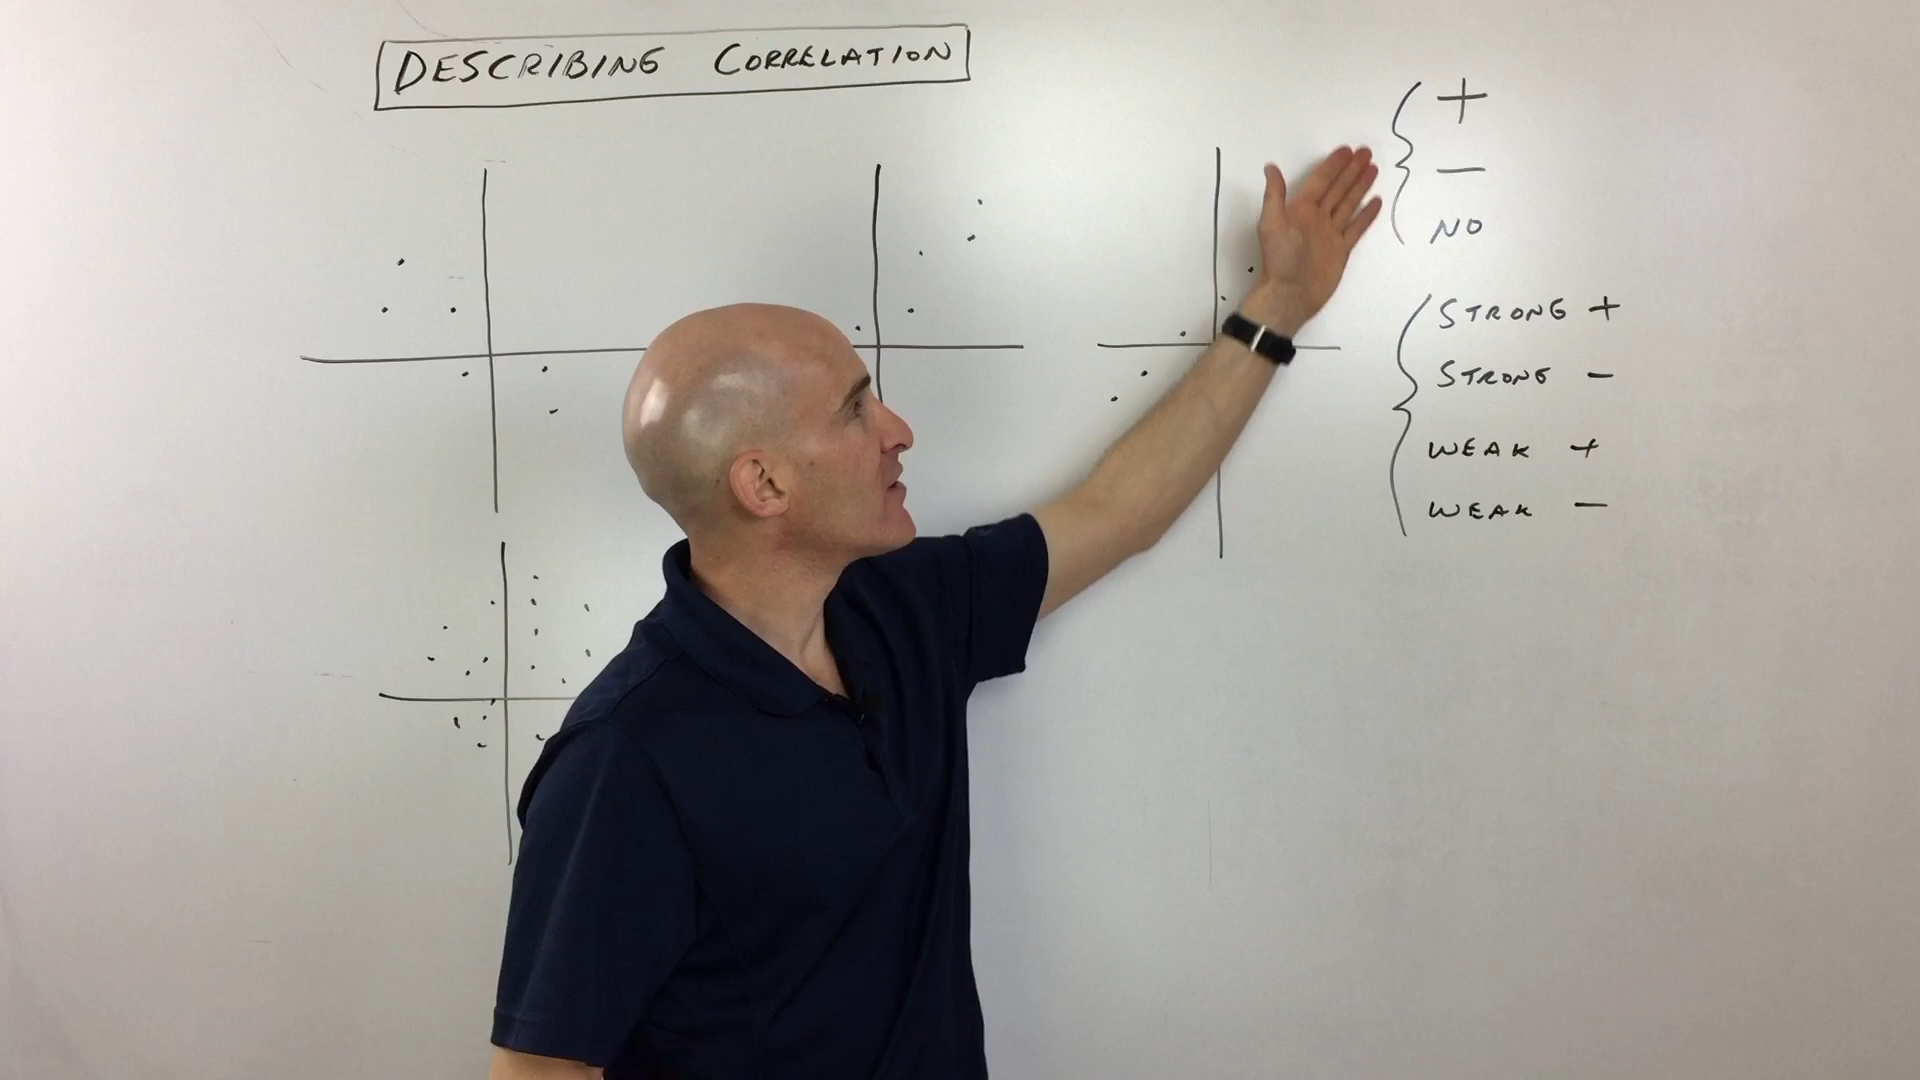 DESCRIBING CORRELATION
+
−
NO
STRONG +
STRONG −
WEAK +
WEAK −